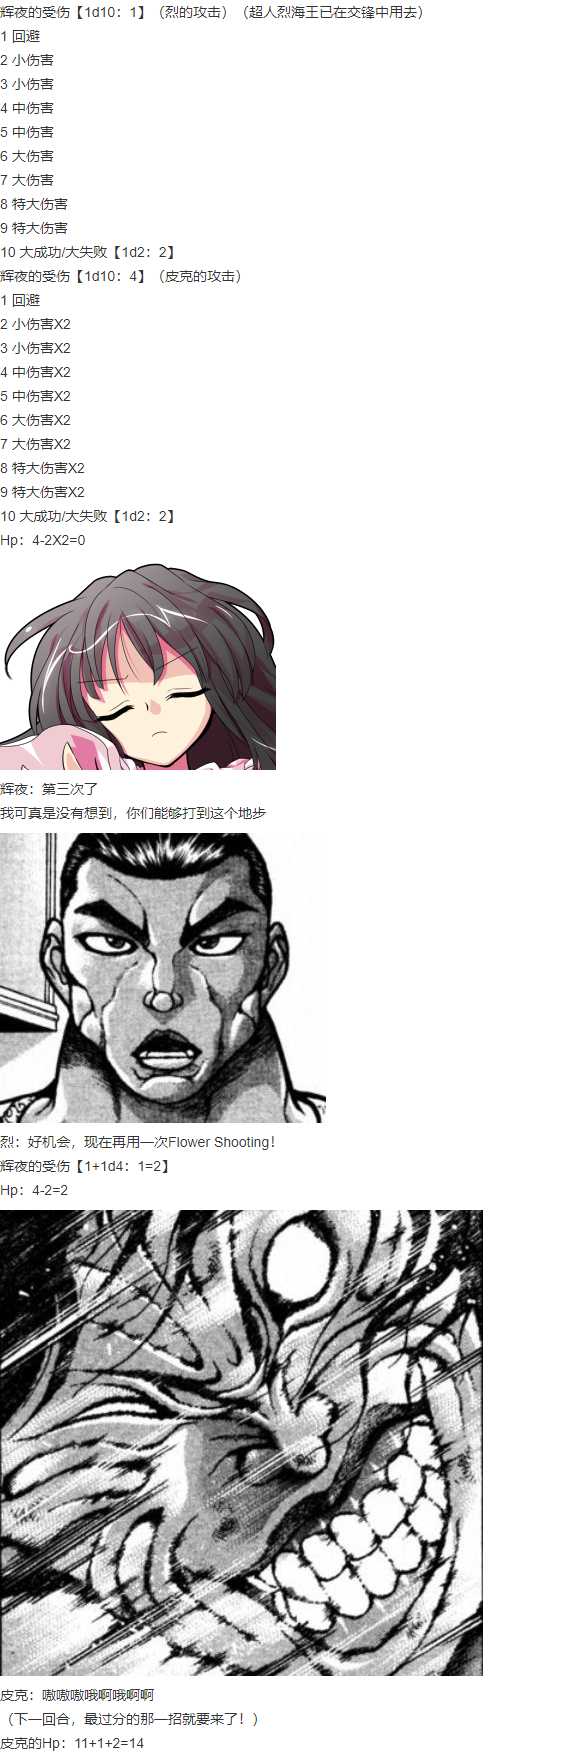 辉夜的受伤【1d10：1】（烈的攻击）（超人烈海王已在交锋中用去）
1 回避
2 小伤害
3 小伤害
4 中伤害
5 中伤害
6 大伤害
7 大伤害
8 特大伤害
9 特大伤害
10 大成功/大失败【1d2：2】
辉夜的受伤【1d10：4】（皮克的攻击）
1 回避
2 小伤害X2
3 小伤害X2
4 中伤害X2
5 中伤害X2
6 大伤害X2
7 大伤害X2
8 特大伤害X2
9 特大伤害X2
10 大成功/大失败【1d2：2】
Hp：4-2X2=0
辉夜：第三次了
我可真是没有想到，你们能够打到这个地步
烈：好机会，现在再用一次Flower Shooting！
辉夜的受伤【1+1d4：1=2】
Hp：4-2=2
皮克：嗷嗷嗷哦啊哦啊啊
（下一回合，最过分的那一招就要来了！）
皮克的Hp：11+1+2=14